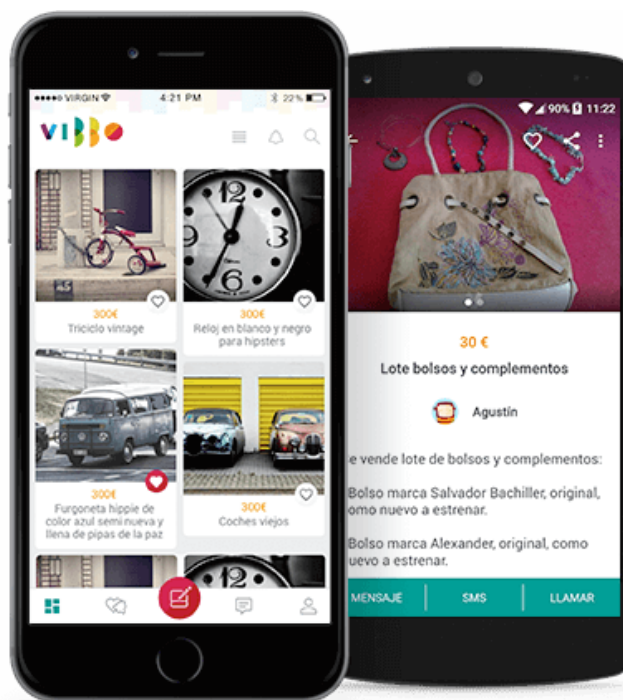 VIRGIN
4:21 PM
22%
VIBBO
12
6
300€
Triciclo vintage
300€
Reloj en blanco y negro
para hipsters
300€
Furgoneta hippie de
color azul semi nueva y
llena de pipas de la paz
300€
Coches viejos
12
90%
11:22
30 €
Lote bolsos y complementos
Agustín
e vende lote de bolsos y complementos:
Bolso marca Salvador Bachiller, original,
omo nuevo a estrenar.
Bolso marca Alexander, original, como
uevo a estrenar.
MENSAJE
SMS
LLAMAR